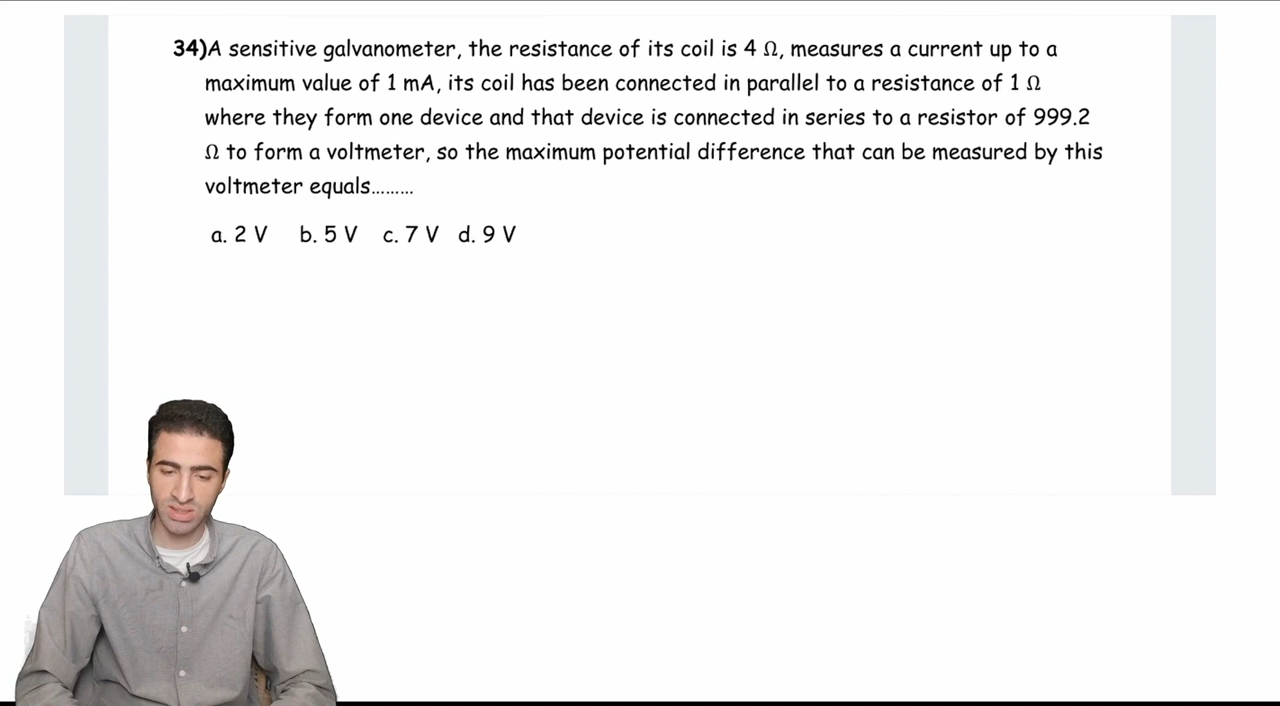 34)A sensitive galvanometer, the resistance of its coil is 4 Ω, measures a current up to a
maximum value of 1 mA, its coil has been connected in parallel to a resistance of 1 Ω
where they form one device and that device is connected in series to a resistor of 999.2
Ω to form a voltmeter, so the maximum potential difference that can be measured by this
voltmeter equals.........
a. 2 V b. 5 V c. 7 V d. 9 V